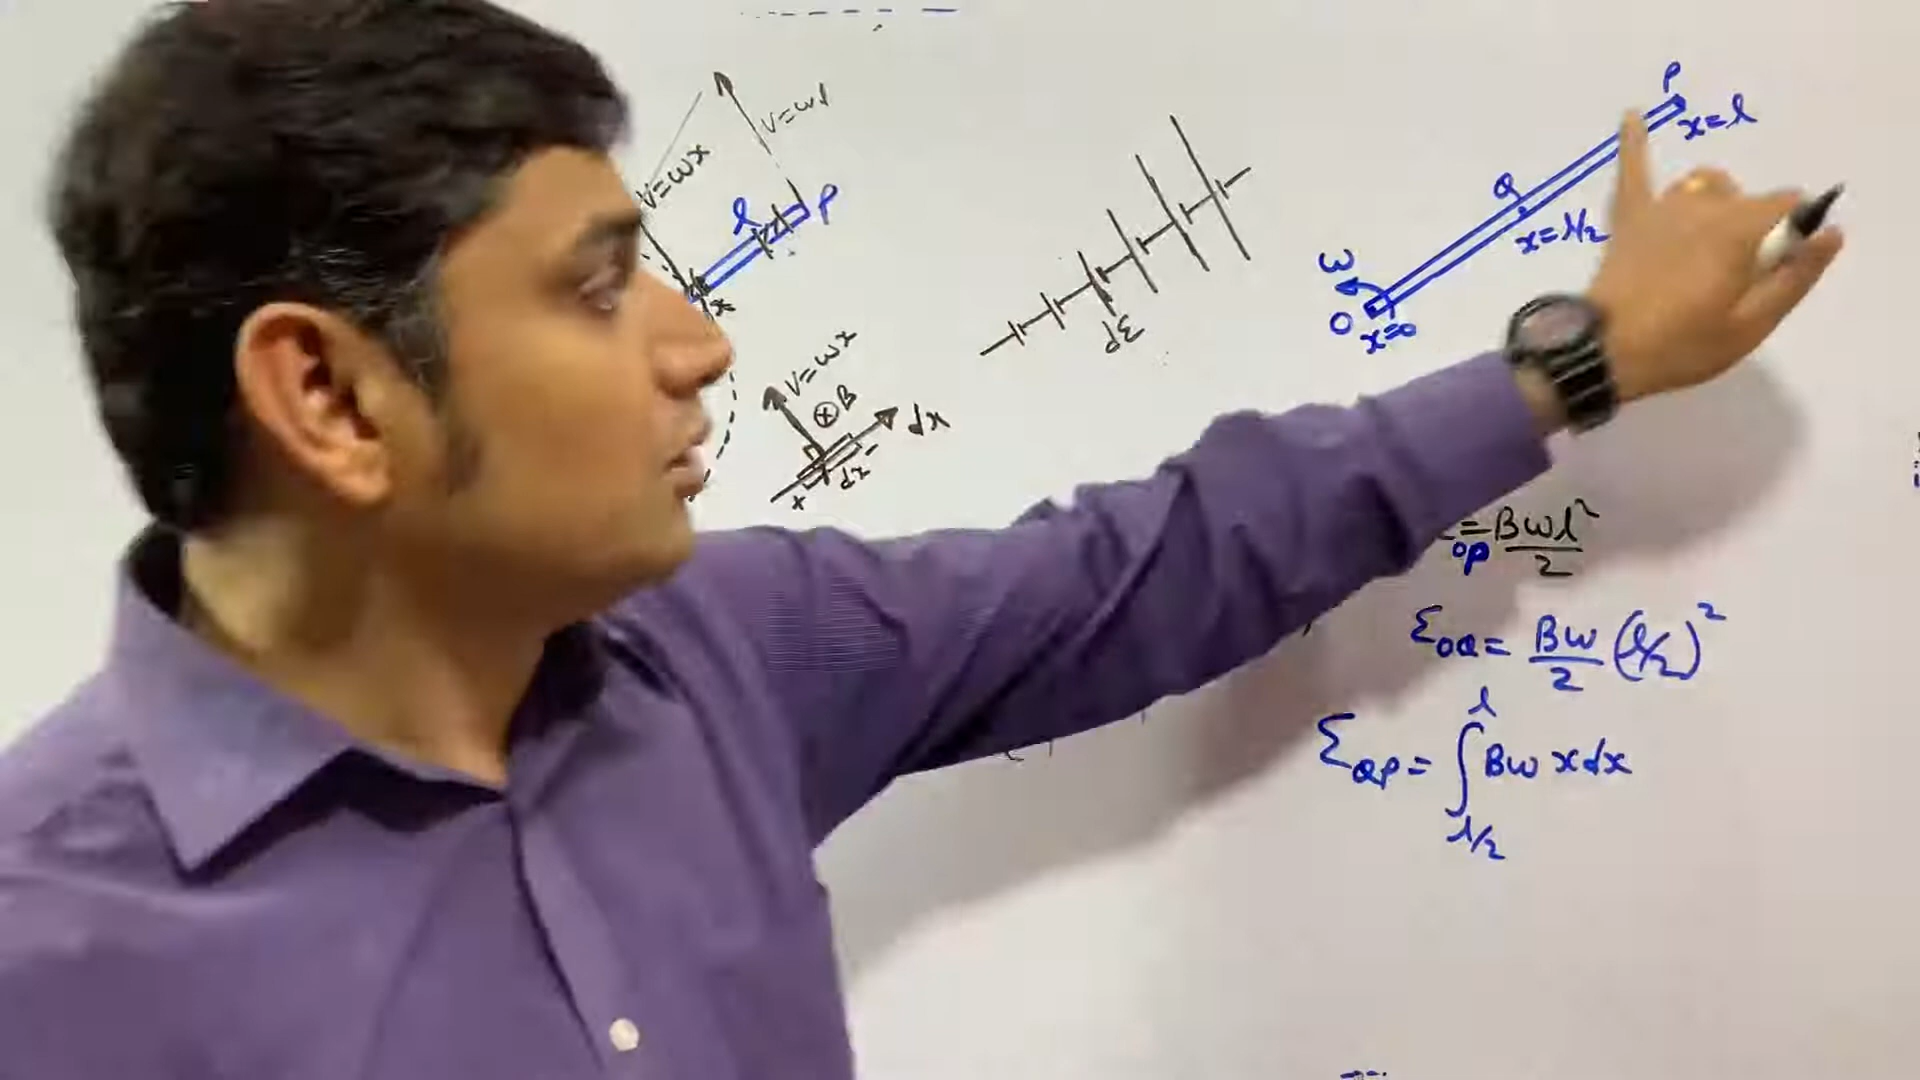 V=ωl
V=ωx
l
P
x
V=ωx
⊗B
dx
dx
+
-
dε
P
x=l
Q
x=l/2
ω
O
x=0
OP = Bωl²/2
ε_OQ = Bω/2 (l/2)²
ε_QP = ∫_{l/2}^{l} Bω x dx